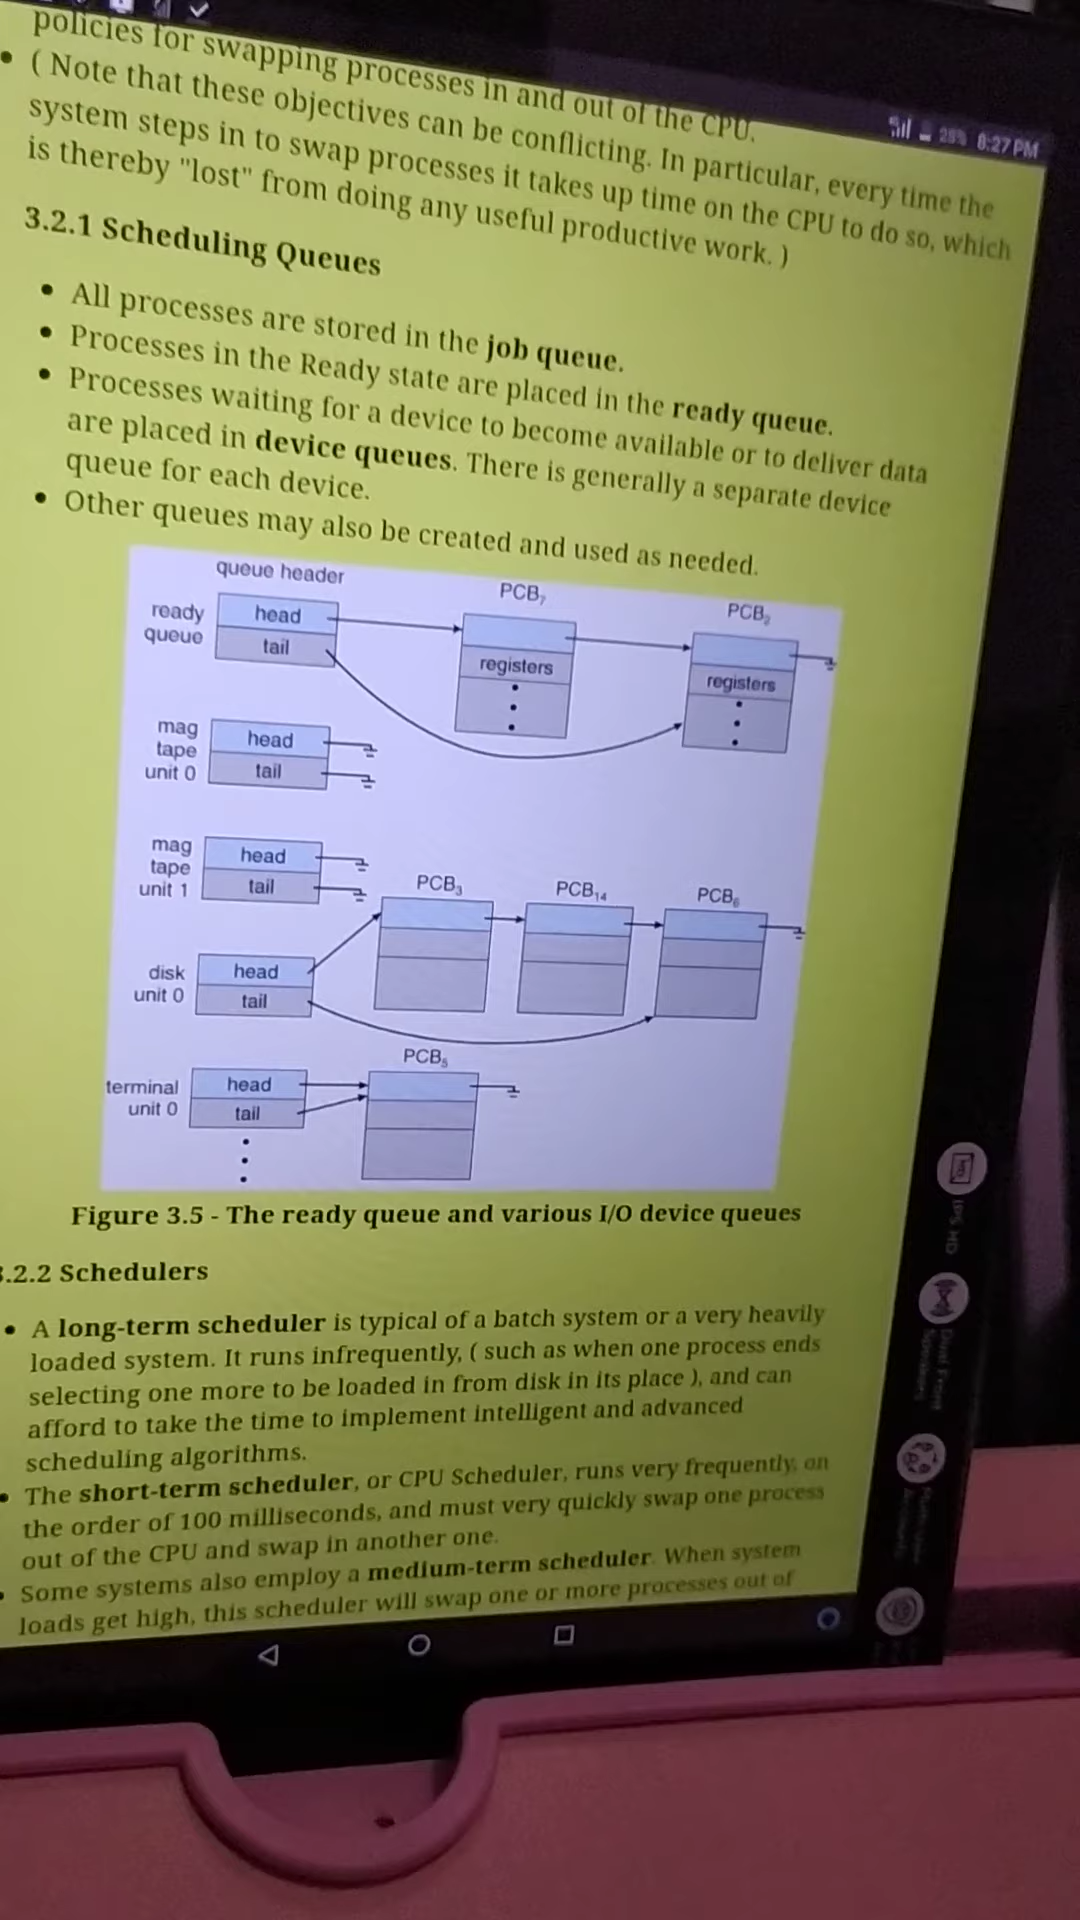 policies for swapping processes in and out of the CPU.
• ( Note that these objectives can be conflicting. In particular, every time the
system steps in to swap processes it takes up time on the CPU to do so, which
is thereby "lost" from doing any useful productive work. )
28% 8:27 PM
3.2.1 Scheduling Queues
• All processes are stored in the job queue.
• Processes in the Ready state are placed in the ready queue.
• Processes waiting for a device to become available or to deliver data
are placed in device queues. There is generally a separate device
queue for each device.
• Other queues may also be created and used as needed.
queue header
PCB₇
PCB₂
ready
queue
head
tail
registers
registers
mag
tape
unit 0
head
tail
mag
tape
unit 1
head
tail
PCB₃
PCB₁₄
PCB₆
disk
unit 0
head
tail
PCB₅
terminal
unit 0
head
tail
Figure 3.5 - The ready queue and various I/O device queues
.2.2 Schedulers
• A long-term scheduler is typical of a batch system or a very heavily
loaded system. It runs infrequently, ( such as when one process ends
selecting one more to be loaded in from disk in its place ), and can
afford to take the time to implement intelligent and advanced
scheduling algorithms.
• The short-term scheduler, or CPU Scheduler, runs very frequently, on
the order of 100 milliseconds, and must very quickly swap one process
out of the CPU and swap in another one.
• Some systems also employ a medium-term scheduler. When system
loads get high, this scheduler will swap one or more processes out of
IPS HD
Dual Front
Speakers